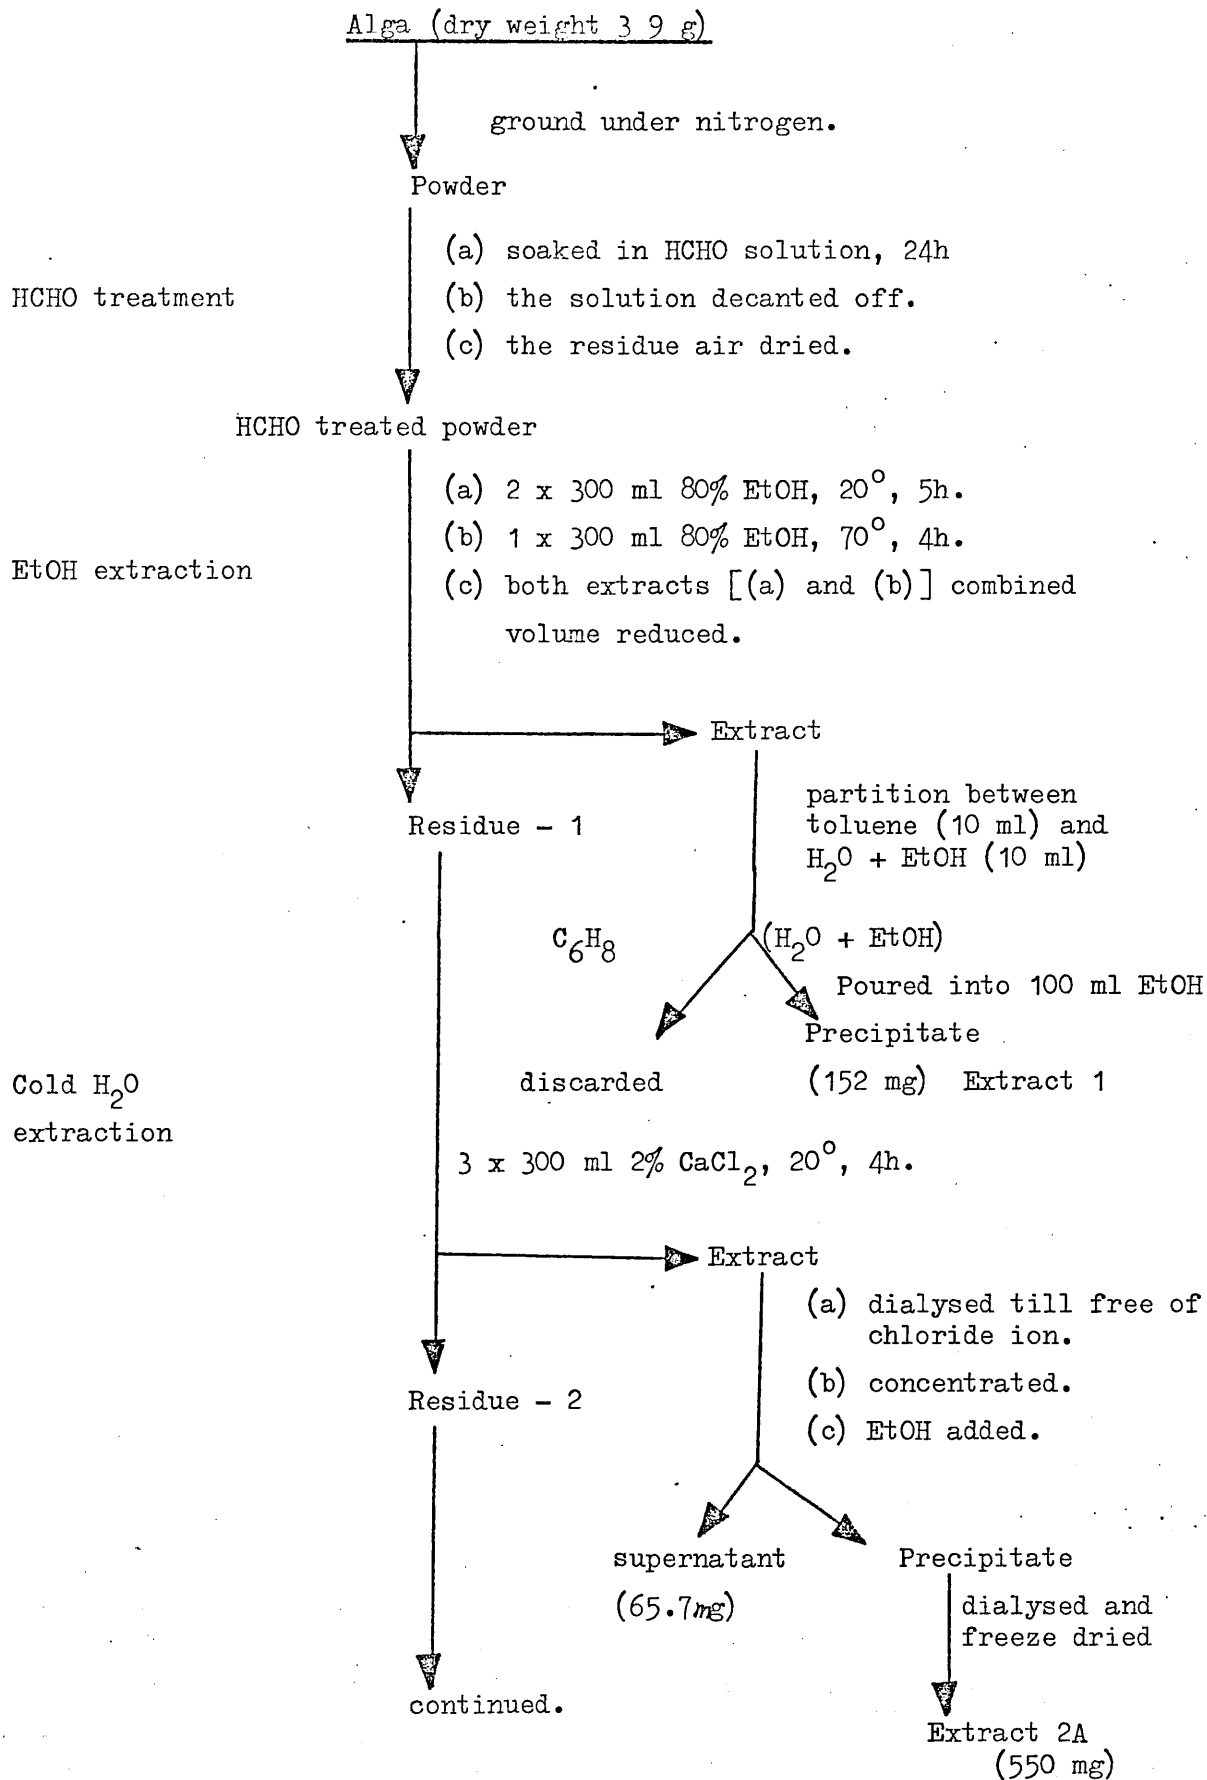 Alga (dry weight 3 9 g)
ground under nitrogen.
Powder
HCHO treatment
(a) soaked in HCHO solution, 24h
(b) the solution decanted off.
(c) the residue air dried.
HCHO treated powder
EtOH extraction
(a) 2 x 300 ml 80% EtOH, 20°, 5h.
(b) 1 x 300 ml 80% EtOH, 70°, 4h.
(c) both extracts [(a) and (b)] combined
volume reduced.
Extract
Residue - 1
partition between
toluene (10 ml) and
H₂O + EtOH (10 ml)
C₆H₈
(H₂O + EtOH)
Poured into 100 ml EtOH
discarded
Precipitate
(152 mg) Extract 1
Cold H₂O
extraction
3 x 300 ml 2% CaCl₂, 20°, 4h.
Extract
(a) dialysed till free of
chloride ion.
(b) concentrated.
(c) EtOH added.
Residue - 2
supernatant
(65.7mg)
Precipitate
dialysed and
freeze dried
continued.
Extract 2A
(550 mg)